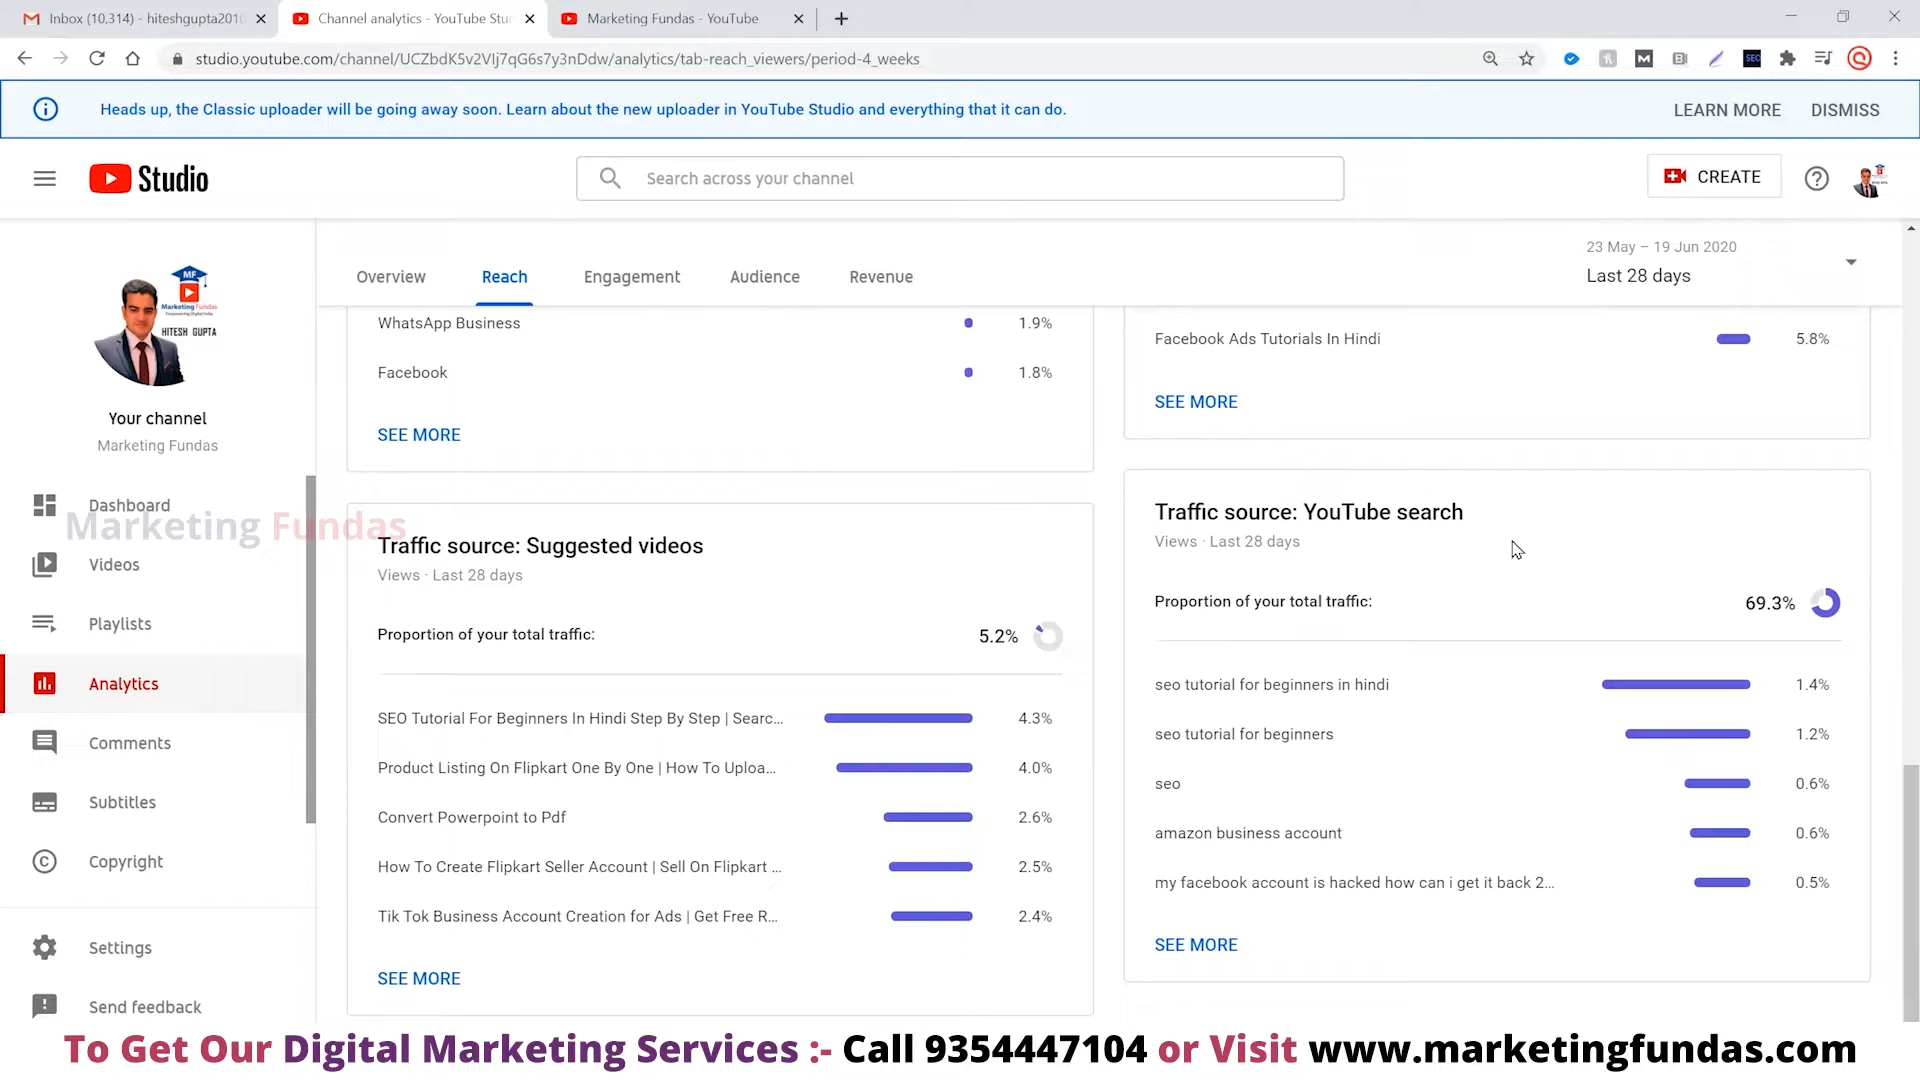 Inbox (10,314) - hiteshgupta2010
Channel analytics - YouTube Stu
Marketing Fundas - YouTube
studio.youtube.com/channel/UCZbdK5v2VIj7qG6s7y3nDdw/analytics/tab-reach_viewers/period-4_weeks
Heads up, the Classic uploader will be going away soon. Learn about the new uploader in YouTube Studio and everything that it can do.
LEARN MORE
DISMISS
Studio
Search across your channel
CREATE
MF
Marketing Fundas
HITESH GUPTA
Your channel
Marketing Fundas
Dashboard
Marketing Fundas
Videos
Playlists
Analytics
Comments
Subtitles
Copyright
Settings
Send feedback
Overview
Reach
Engagement
Audience
Revenue
23 May – 19 Jun 2020
Last 28 days
WhatsApp Business 1.9%
Facebook 1.8%
SEE MORE
Facebook Ads Tutorials In Hindi 5.8%
SEE MORE
Traffic source: Suggested videos
Views · Last 28 days
Proportion of your total traffic: 5.2%
SEO Tutorial For Beginners In Hindi Step By Step | Searc... 4.3%
Product Listing On Flipkart One By One | How To Uploa... 4.0%
Convert Powerpoint to Pdf 2.6%
How To Create Flipkart Seller Account | Sell On Flipkart ... 2.5%
Tik Tok Business Account Creation for Ads | Get Free R... 2.4%
SEE MORE
Traffic source: YouTube search
Views · Last 28 days
Proportion of your total traffic: 69.3%
seo tutorial for beginners in hindi 1.4%
seo tutorial for beginners 1.2%
seo 0.6%
amazon business account 0.6%
my facebook account is hacked how can i get it back 2... 0.5%
SEE MORE
To Get Our Digital Marketing Services :- Call 9354447104 or Visit www.marketingfundas.com